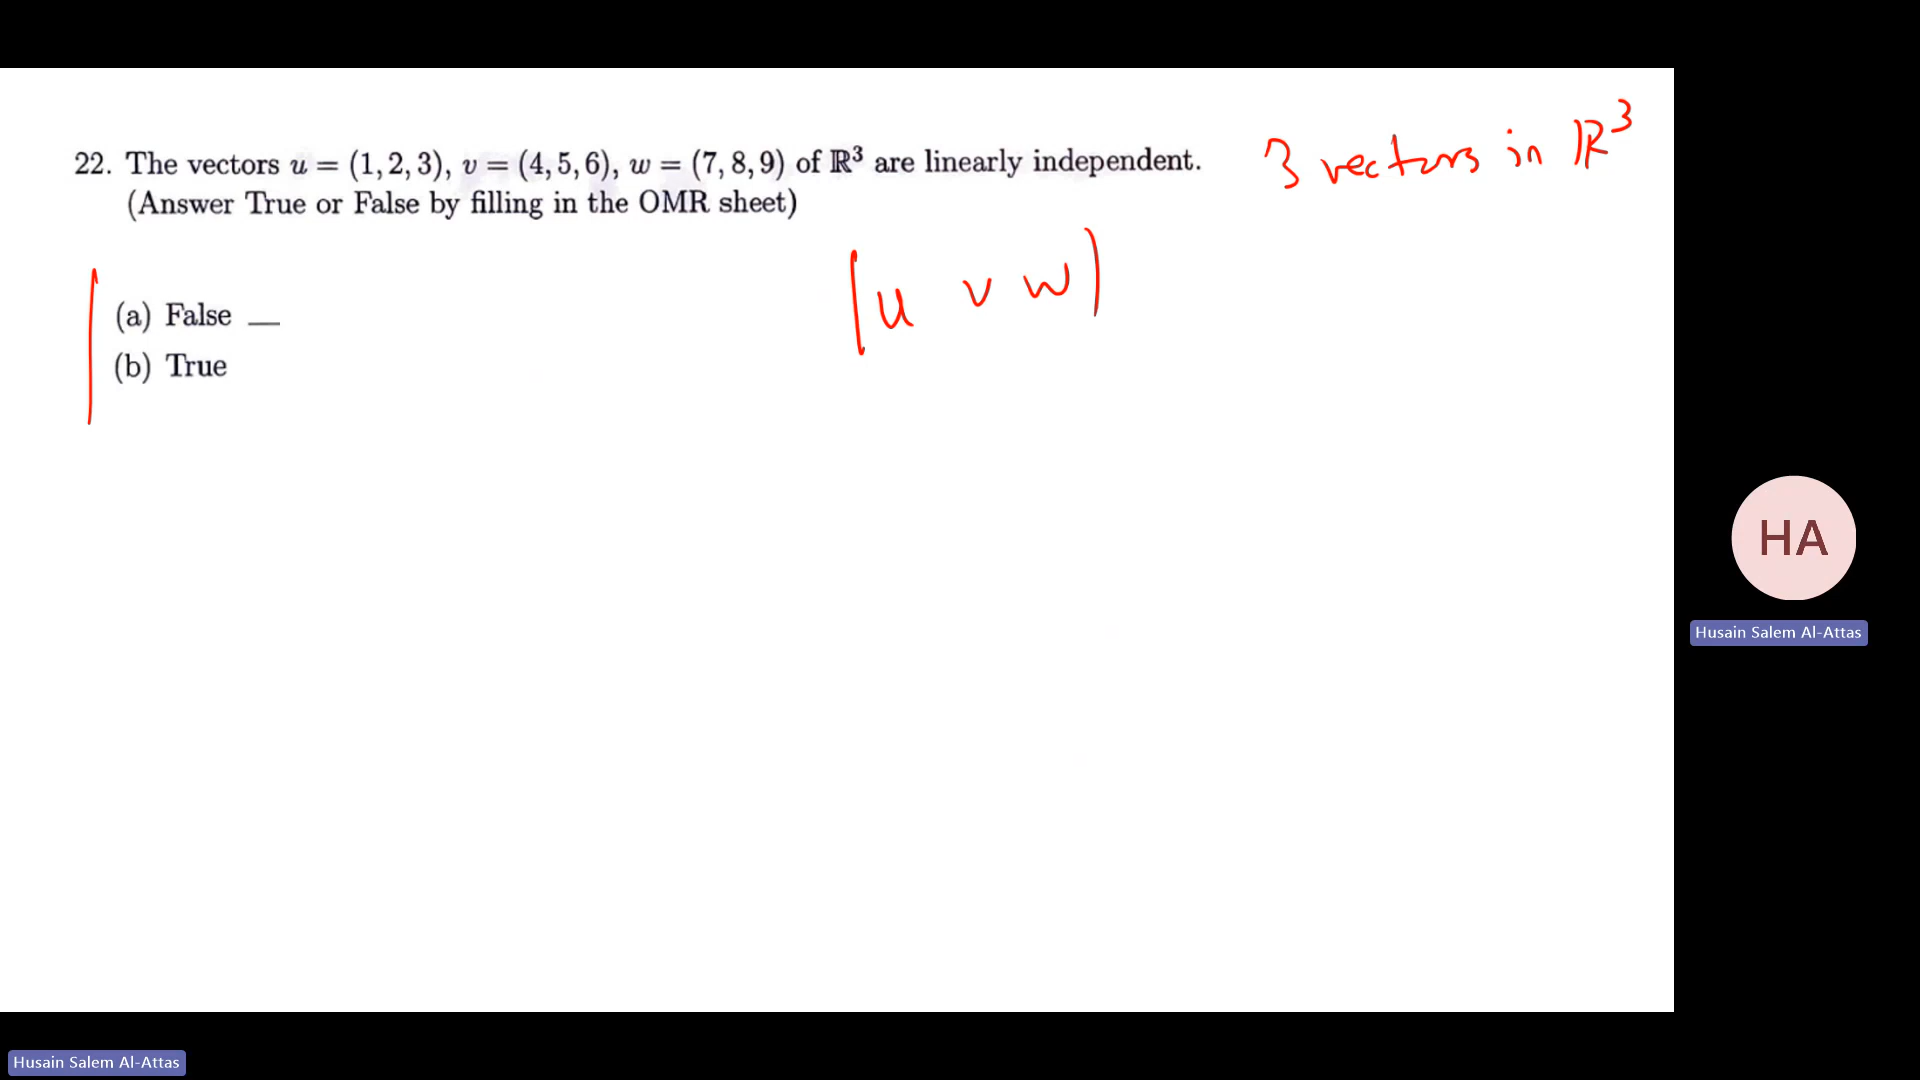 22. The vectors u = (1, 2, 3), v = (4, 5, 6), w = (7, 8, 9) of ℝ³ are linearly independent.
(Answer True or False by filling in the OMR sheet)
3 vectors in ℝ³
(u v w)
(a) False __
(b) True
HA
Husain Salem Al-Attas
Husain Salem Al-Attas